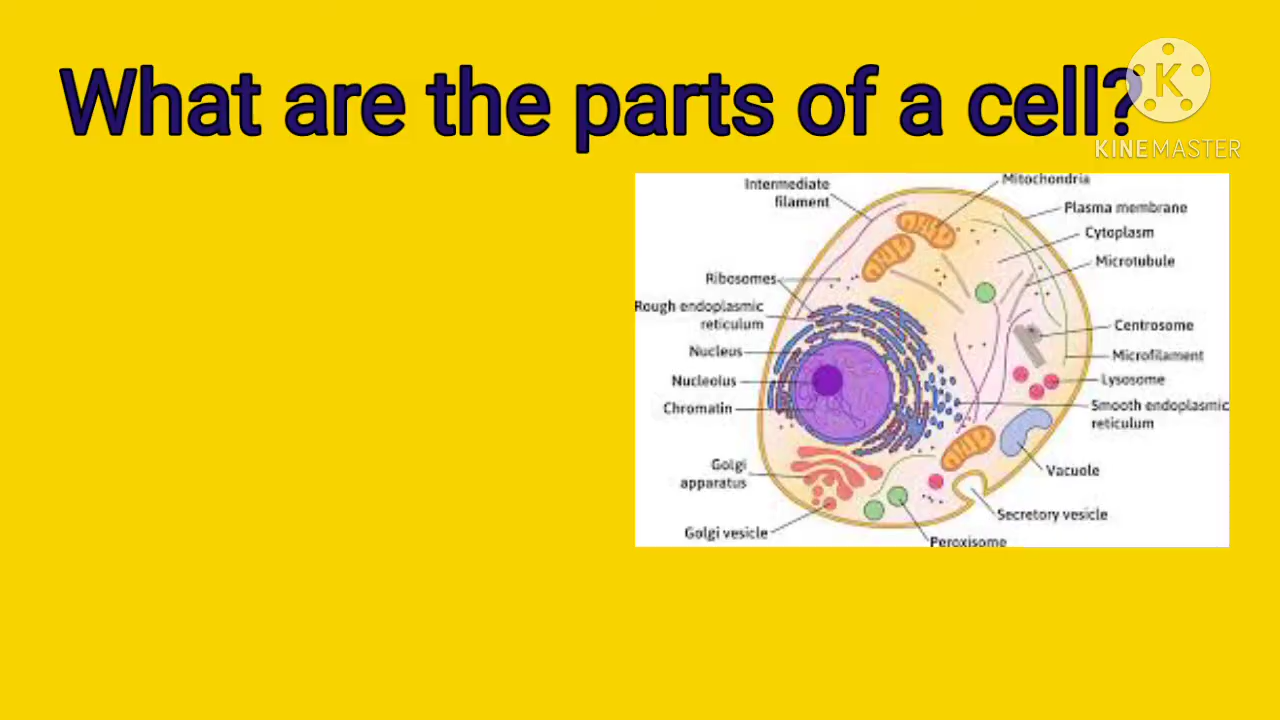 What are the parts of a cell?
K
KINEMASTER
Intermediate
filament
Mitochondria
Plasma membrane
Cytoplasm
Microtubule
Ribosomes
Rough endoplasmic
reticulum
Nucleus
Nucleolus
Chromatin
Centrosome
Microfilament
Lysosome
Smooth endoplasmic
reticulum
Golgi
apparatus
Vacuole
Secretory vesicle
Golgi vesicle
Peroxisome